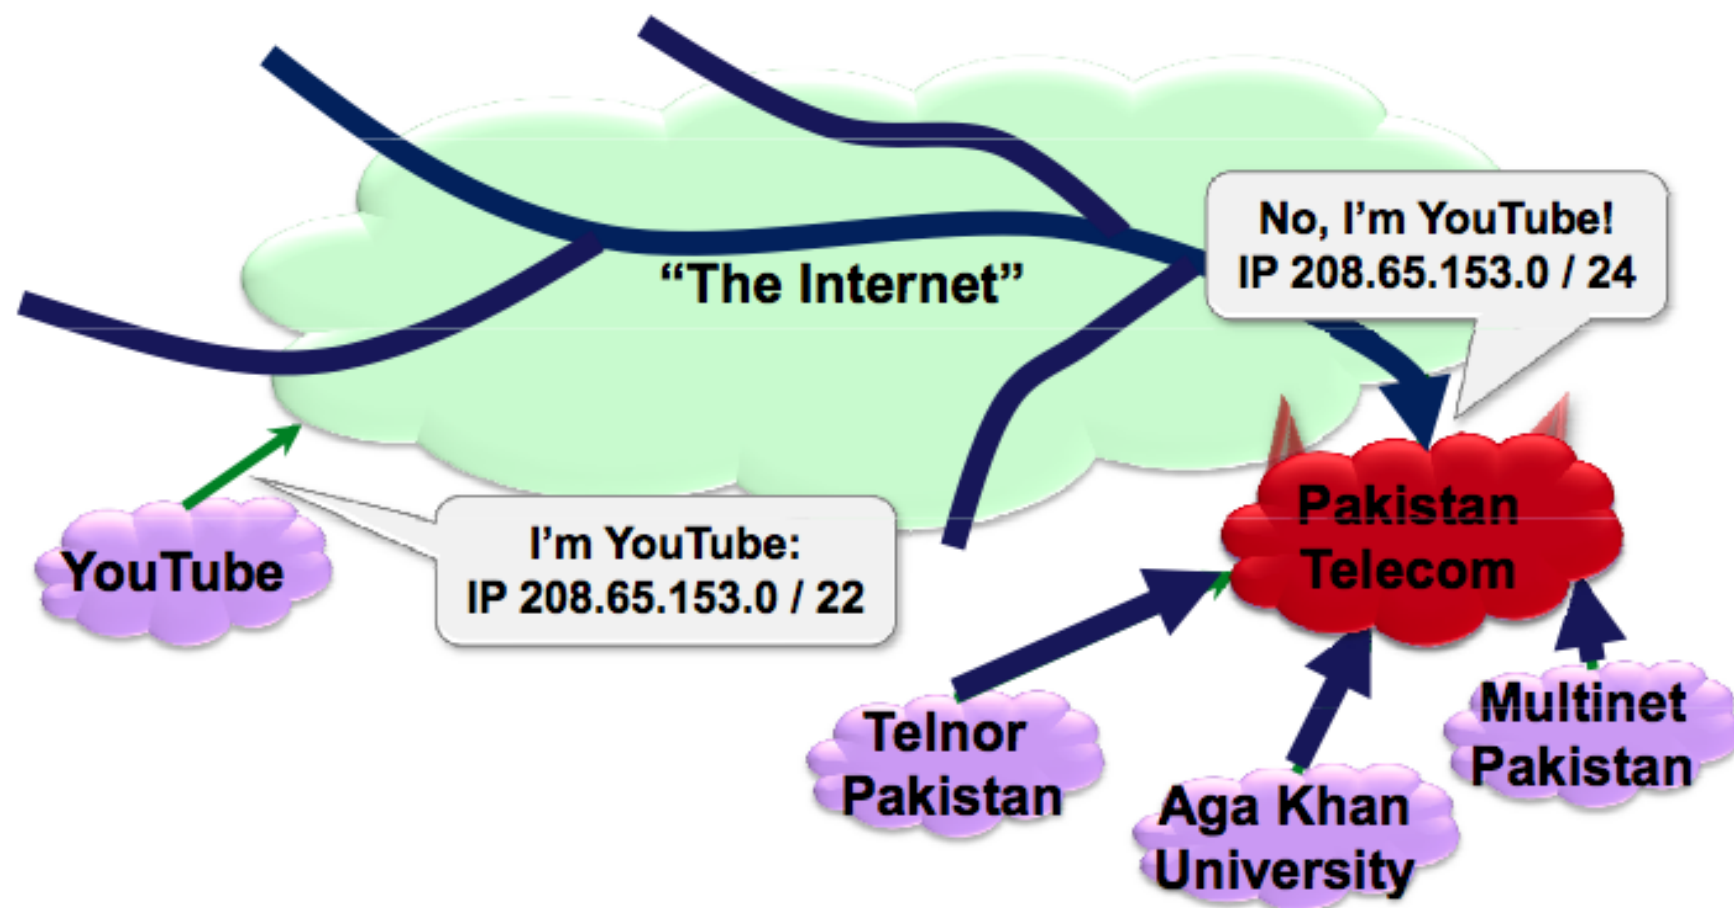 "The Internet"
No, I'm YouTube!
IP 208.65.153.0 / 24
YouTube
I'm YouTube:
IP 208.65.153.0 / 22
Pakistan
Telecom
Telnor
Pakistan
Aga Khan
University
Multinet
Pakistan